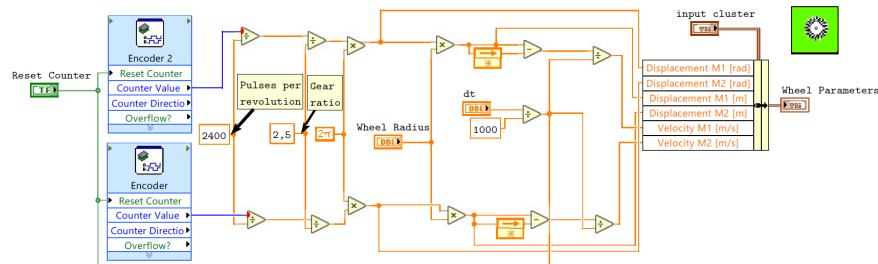 input cluster
Encoder 2
Reset Counter
Reset Counter
Counter Value
Counter Directio
Overflow?
TF
Pulses per
revolution
Gear
ratio
dt
DBL
1000
2400
2,5
2π
Wheel Radius
DBL
Displacement M1 [rad]
Displacement M2 [rad]
Displacement M1 [m]
Displacement M2 [m]
Velocity M1 [m/s]
Velocity M2 [m/s]
Wheel Parameters
Encoder
Reset Counter
Counter Value
Counter Directio
Overflow?